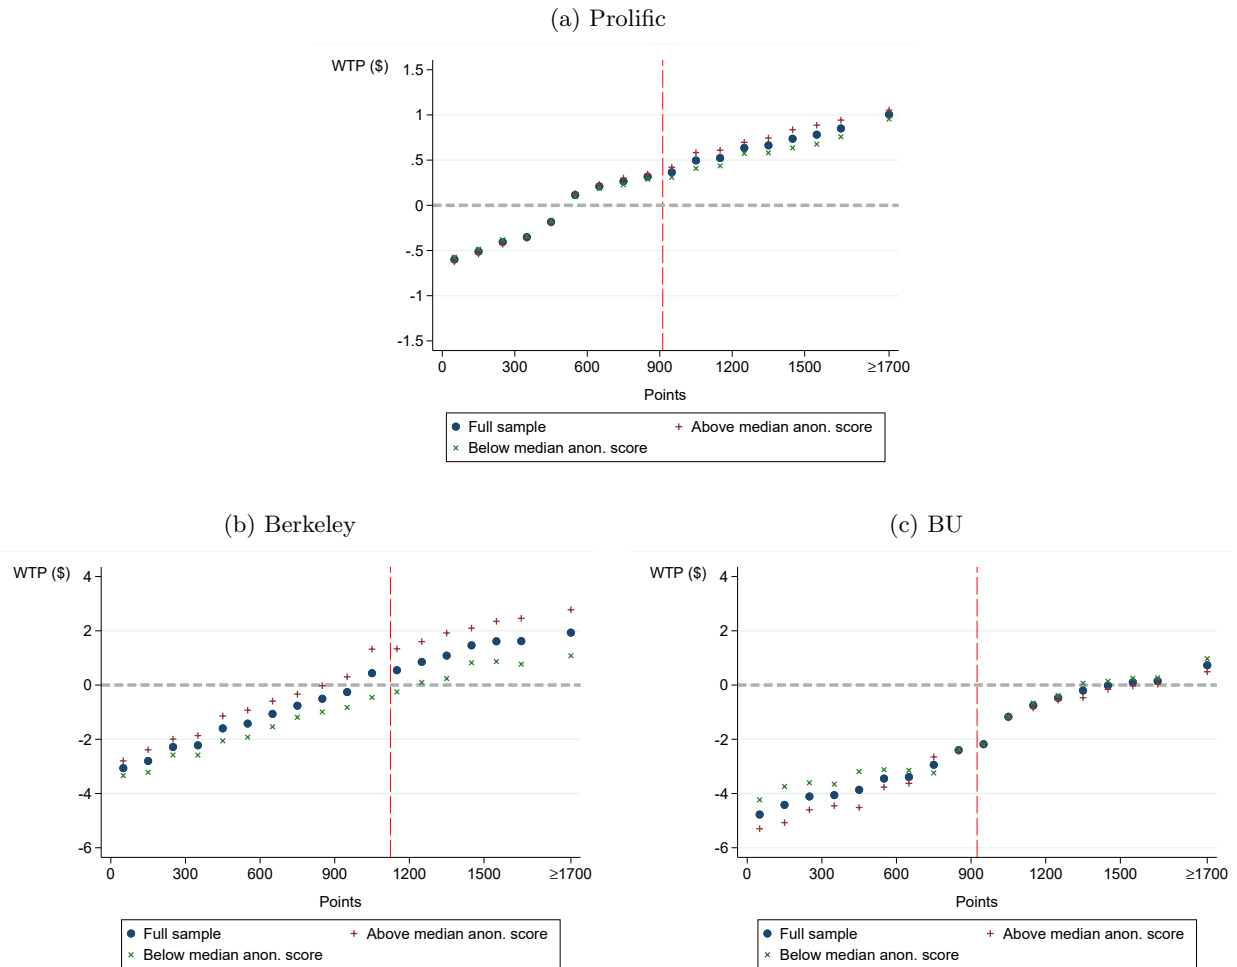 (a) Prolific
WTP ($)
1.5
1
.5
0
-.5
-1
-1.5
0 300 600 900 1200 1500 ≥1700
Points
Full sample Above median anon. score
Below median anon. score
(b) Berkeley
WTP ($)
4
2
0
-2
-4
-6
0 300 600 900 1200 1500 ≥1700
Points
Full sample Above median anon. score
Below median anon. score
(c) BU
WTP ($)
4
2
0
-2
-4
-6
0 300 600 900 1200 1500 ≥1700
Points
Full sample Above median anon. score
Below median anon. score